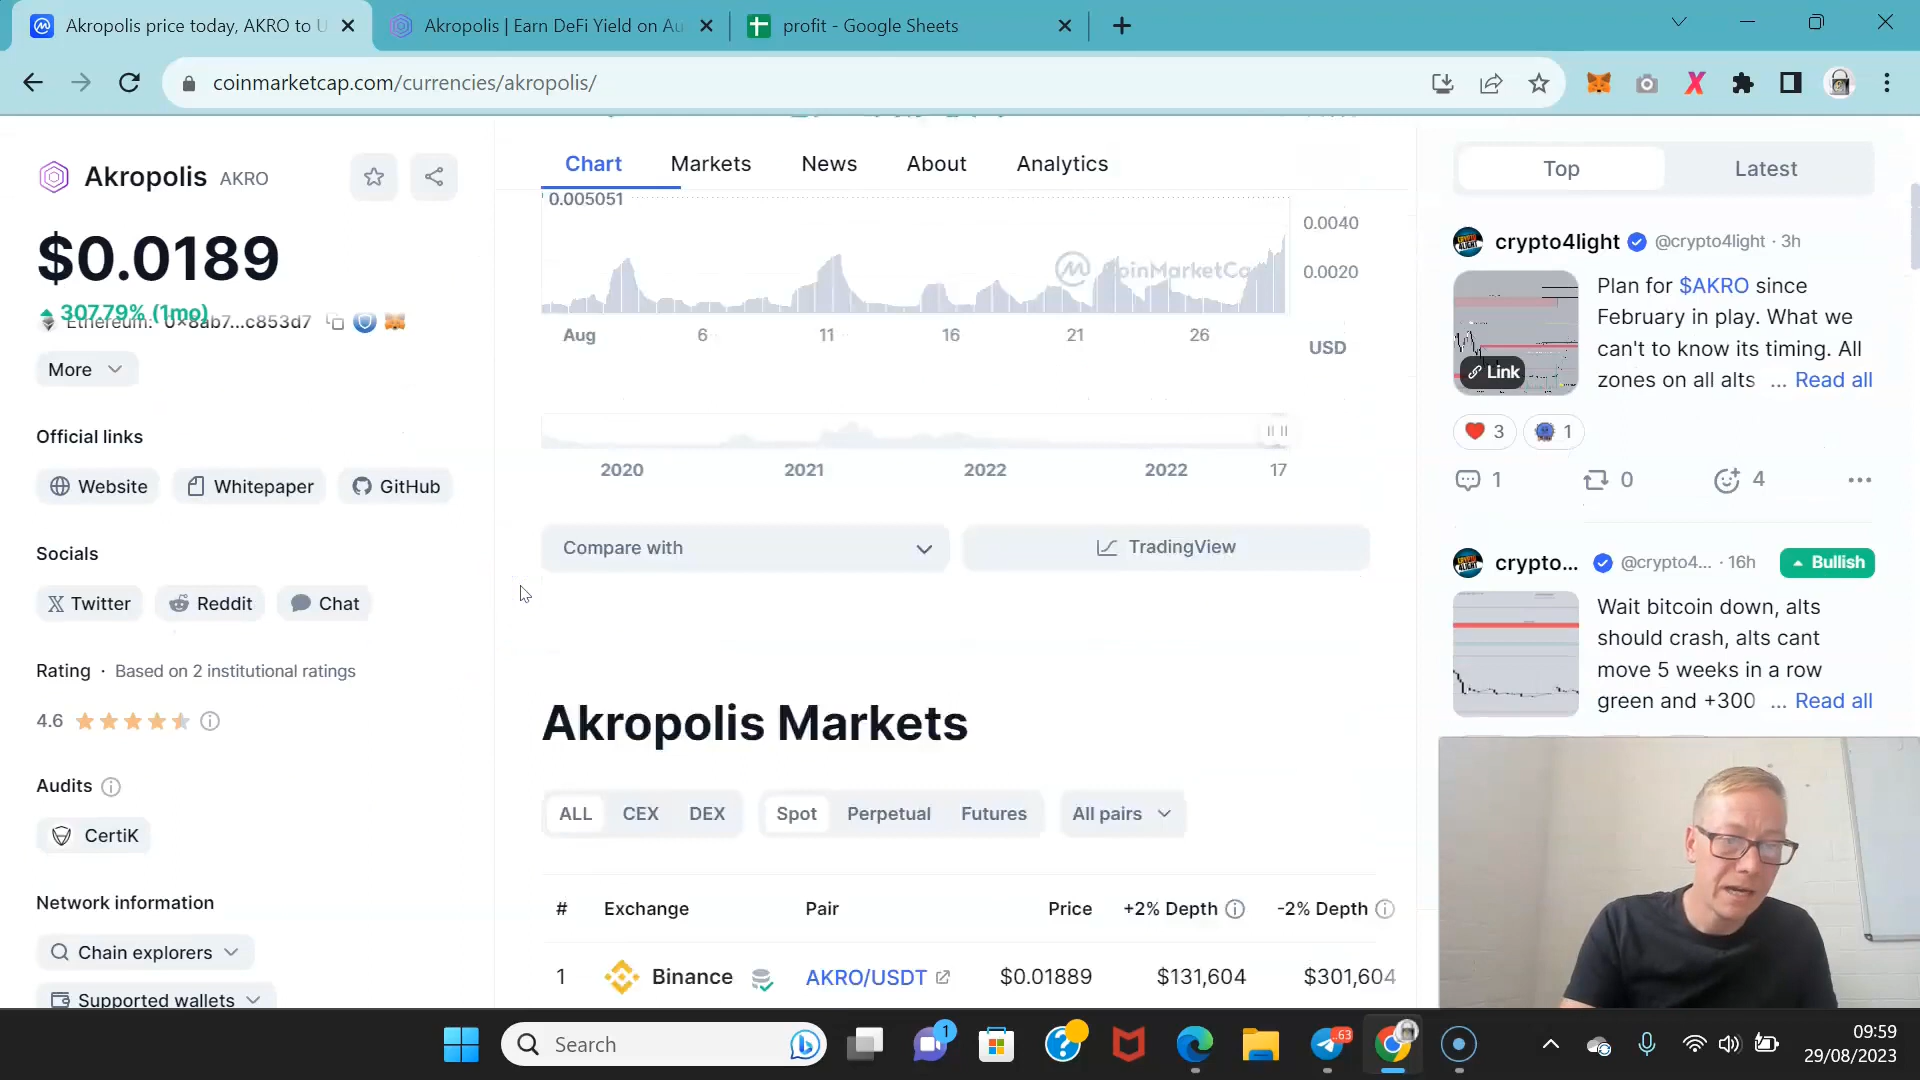 Akropolis price today, AKRO to U
Akropolis | Earn DeFi Yield on Au
profit - Google Sheets
coinmarketcap.com/currencies/akropolis/
Akropolis AKRO
$0.0189
307.79% (1mo)
Ethereum: 0x8ab7...c853d7
More
Official links
Website
Whitepaper
GitHub
Socials
Twitter
Reddit
Chat
Rating · Based on 2 institutional ratings
4.6
Audits
CertiK
Network information
Chain explorers
Supported wallets
Chart
Markets
News
About
Analytics
0.005051
0.0040
0.0020
CoinMarketCa
Aug 6 11 16 21 26
USD
2020 2021 2022 2022 17
Compare with
TradingView
Akropolis Markets
ALL CEX DEX
Spot Perpetual Futures
All pairs
# Exchange Pair Price +2% Depth -2% Depth
1 Binance AKRO/USDT $0.01889 $131,604 $301,604
Top
Latest
crypto4light @crypto4light · 3h
Plan for $AKRO since
February in play. What we
can't to know its timing. All
zones on all alts ... Read all
Link
3
1
1
0
4
crypto... @crypto4... · 16h Bullish
Wait bitcoin down, alts
should crash, alts cant
move 5 weeks in a row
green and +300 ... Read all
Search
1
63
09:59
29/08/2023